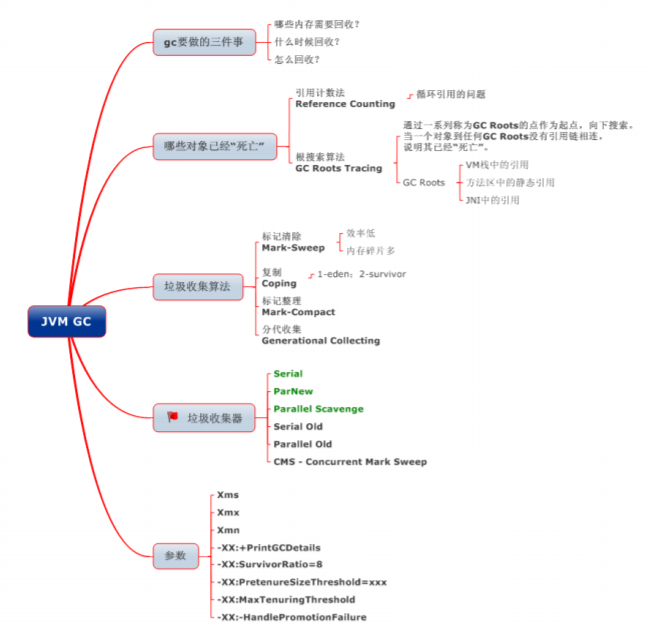 JVM GC
gc要做的三件事
哪些内存需要回收?
什么时候回收?
怎么回收?
哪些对象已经"死亡"
引用计数法
Reference Counting
循环引用的问题
根搜索算法
GC Roots Tracing
通过一系列称为GC Roots的点作为起点，向下搜索。
当一个对象到任何GC Roots没有引用链相连，
说明其已经"死亡"。
GC Roots
VM栈中的引用
方法区中的静态引用
JNI中的引用
垃圾收集算法
标记清除
Mark-Sweep
效率低
内存碎片多
复制
Coping
1-eden：2-survivor
标记整理
Mark-Compact
分代收集
Generational Collecting
垃圾收集器
Serial
ParNew
Parallel Scavenge
Serial Old
Parallel Old
CMS - Concurrent Mark Sweep
参数
Xms
Xmx
Xmn
-XX:+PrintGCDetails
-XX:SurvivorRatio=8
-XX:PretenureSizeThreshold=xxx
-XX:MaxTenuringThreshold
-XX:-HandlePromotionFailure